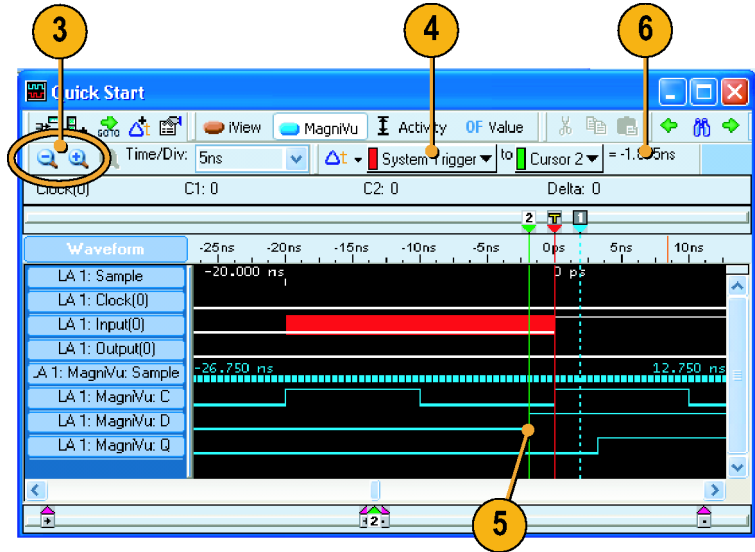 3
4
6
Quick Start
GOTO iView MagniVu Activity 0F Value
Time/Div: 5ns System Trigger to Cursor 2 =
Clock(0) C1: 0 C2: 0 Delta: 0
2 T 1
Waveform -25ns -20ns -15ns -10ns -5ns 0ps 5ns 10ns
LA 1: Sample -20.000 ns 0 ps
LA 1: Clock(0)
LA 1: Input(0)
LA 1: Output(0)
LA 1: MagniVu: Sample -26.750 ns 12.750 ns
LA 1: MagniVu: C
LA 1: MagniVu: D
LA 1: MagniVu: Q
2
5